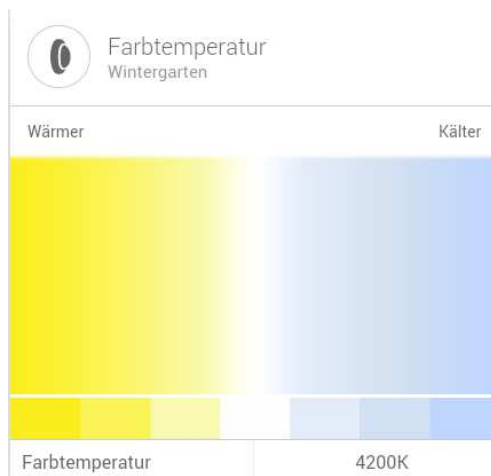 Farbtemperatur
Wintergarten
Wärmer Kälter
Farbtemperatur 4200K